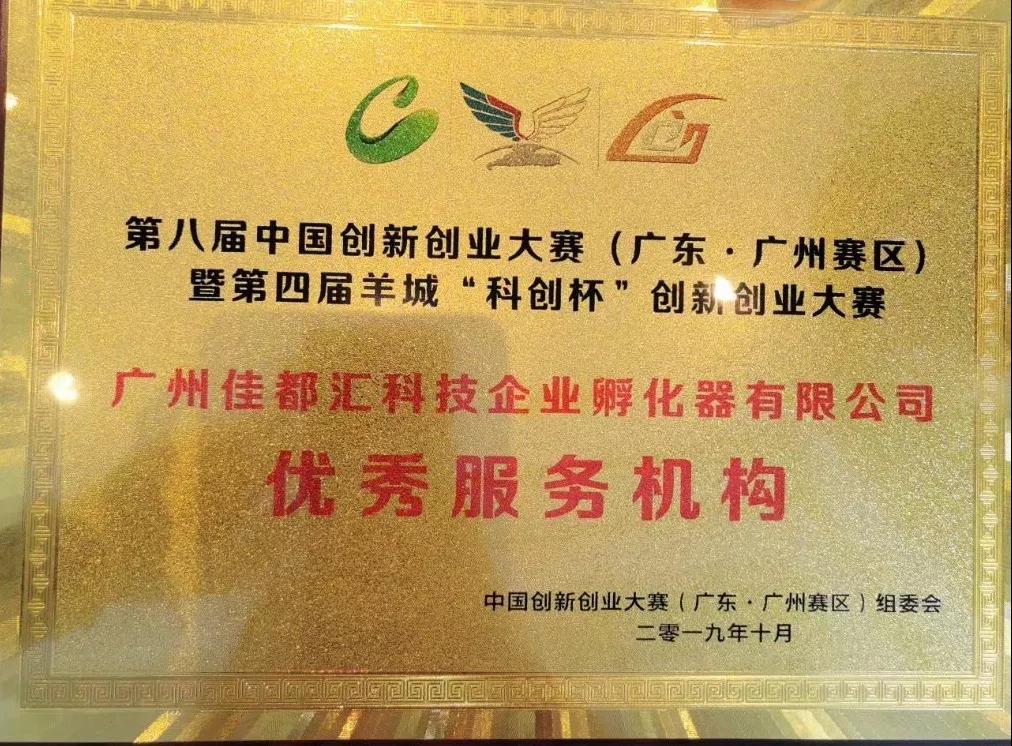 第八届中国创新创业大赛（广东·广州赛区）
暨第四届羊城“科创杯”创新创业大赛
广州佳都汇科技企业孵化器有限公司
优秀服务机构
中国创新创业大赛（广东·广州赛区）组委会
二零一九年十月